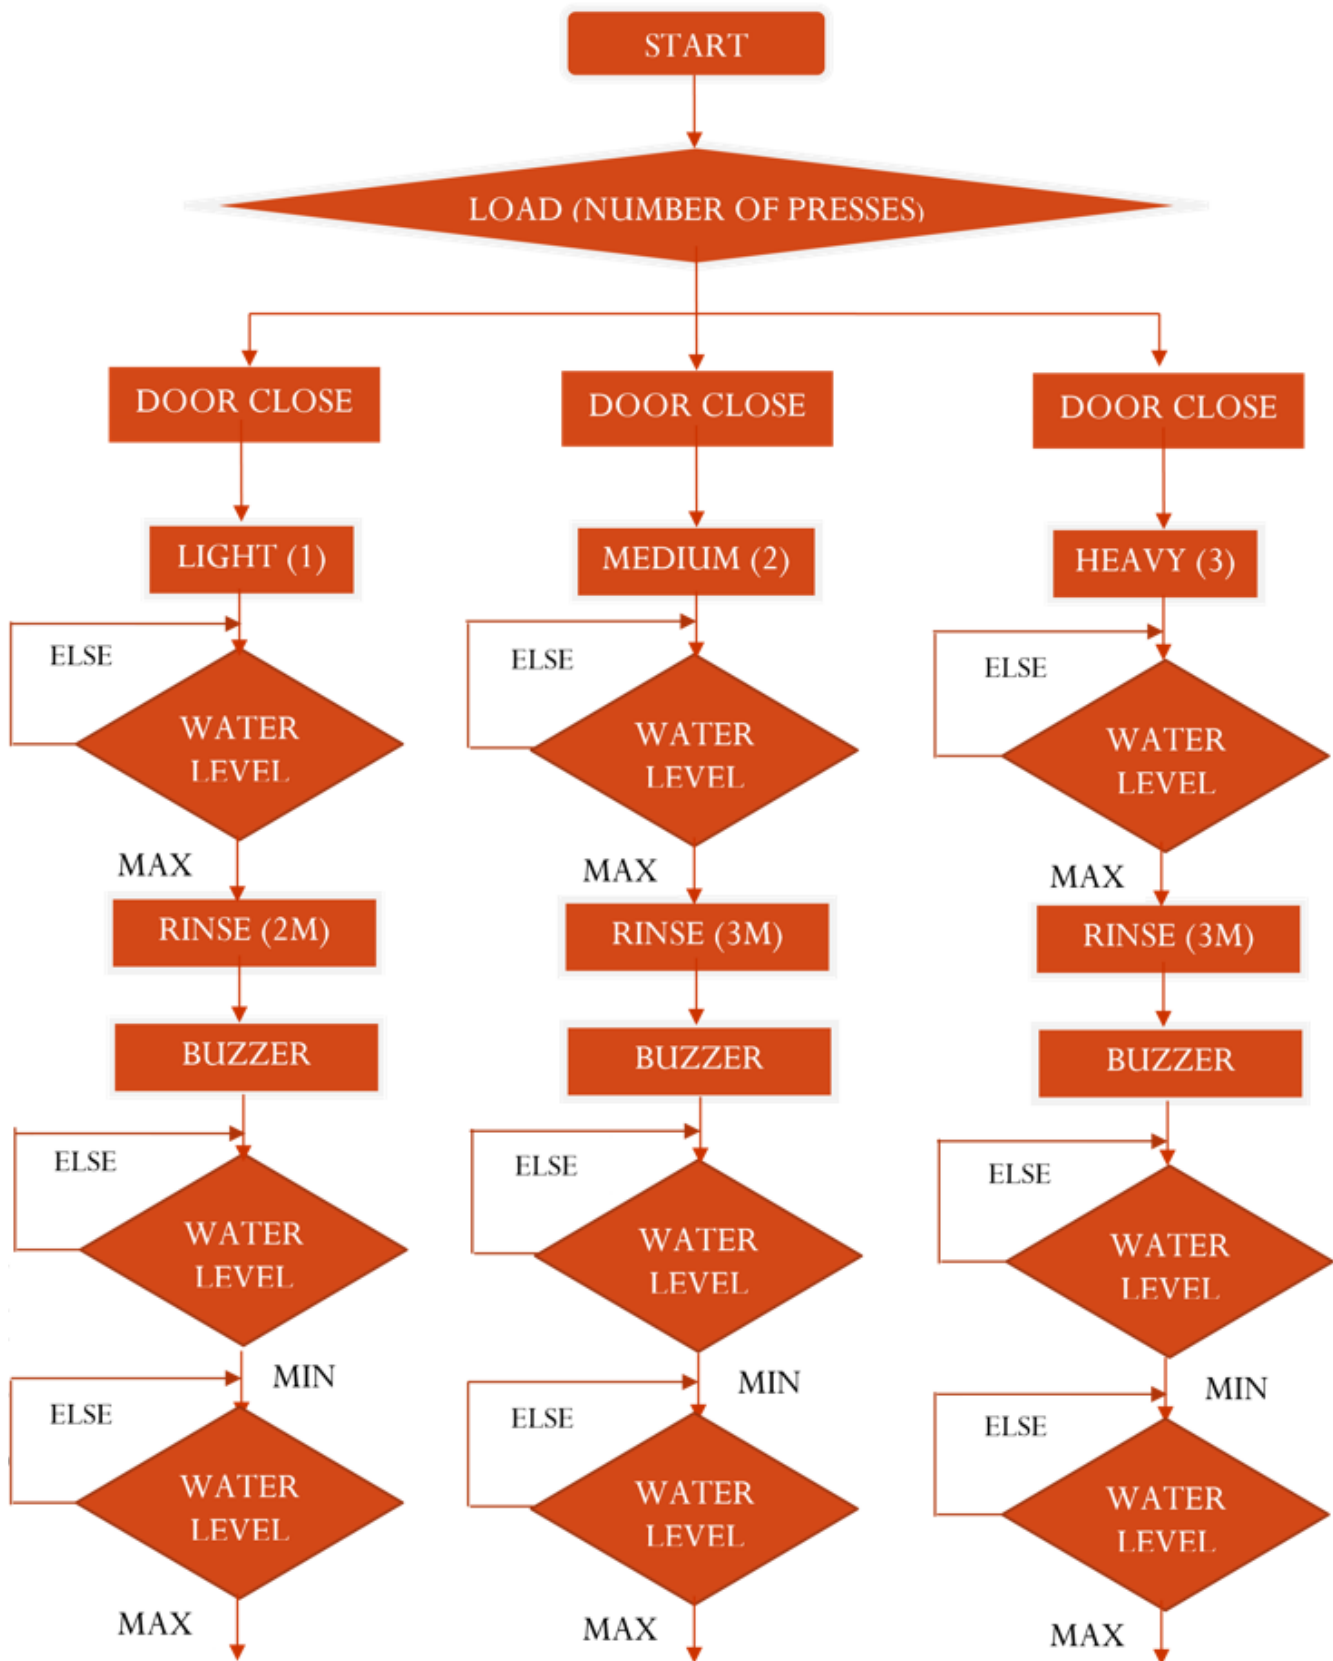 START
LOAD (NUMBER OF PRESSES)
DOOR CLOSE
DOOR CLOSE
DOOR CLOSE
LIGHT (1)
MEDIUM (2)
HEAVY (3)
ELSE
ELSE
ELSE
WATER
LEVEL
WATER
LEVEL
WATER
LEVEL
MAX
MAX
MAX
RINSE (2M)
RINSE (3M)
RINSE (3M)
BUZZER
BUZZER
BUZZER
ELSE
ELSE
ELSE
WATER
LEVEL
WATER
LEVEL
WATER
LEVEL
MIN
MIN
MIN
ELSE
ELSE
ELSE
WATER
LEVEL
WATER
LEVEL
WATER
LEVEL
MAX
MAX
MAX